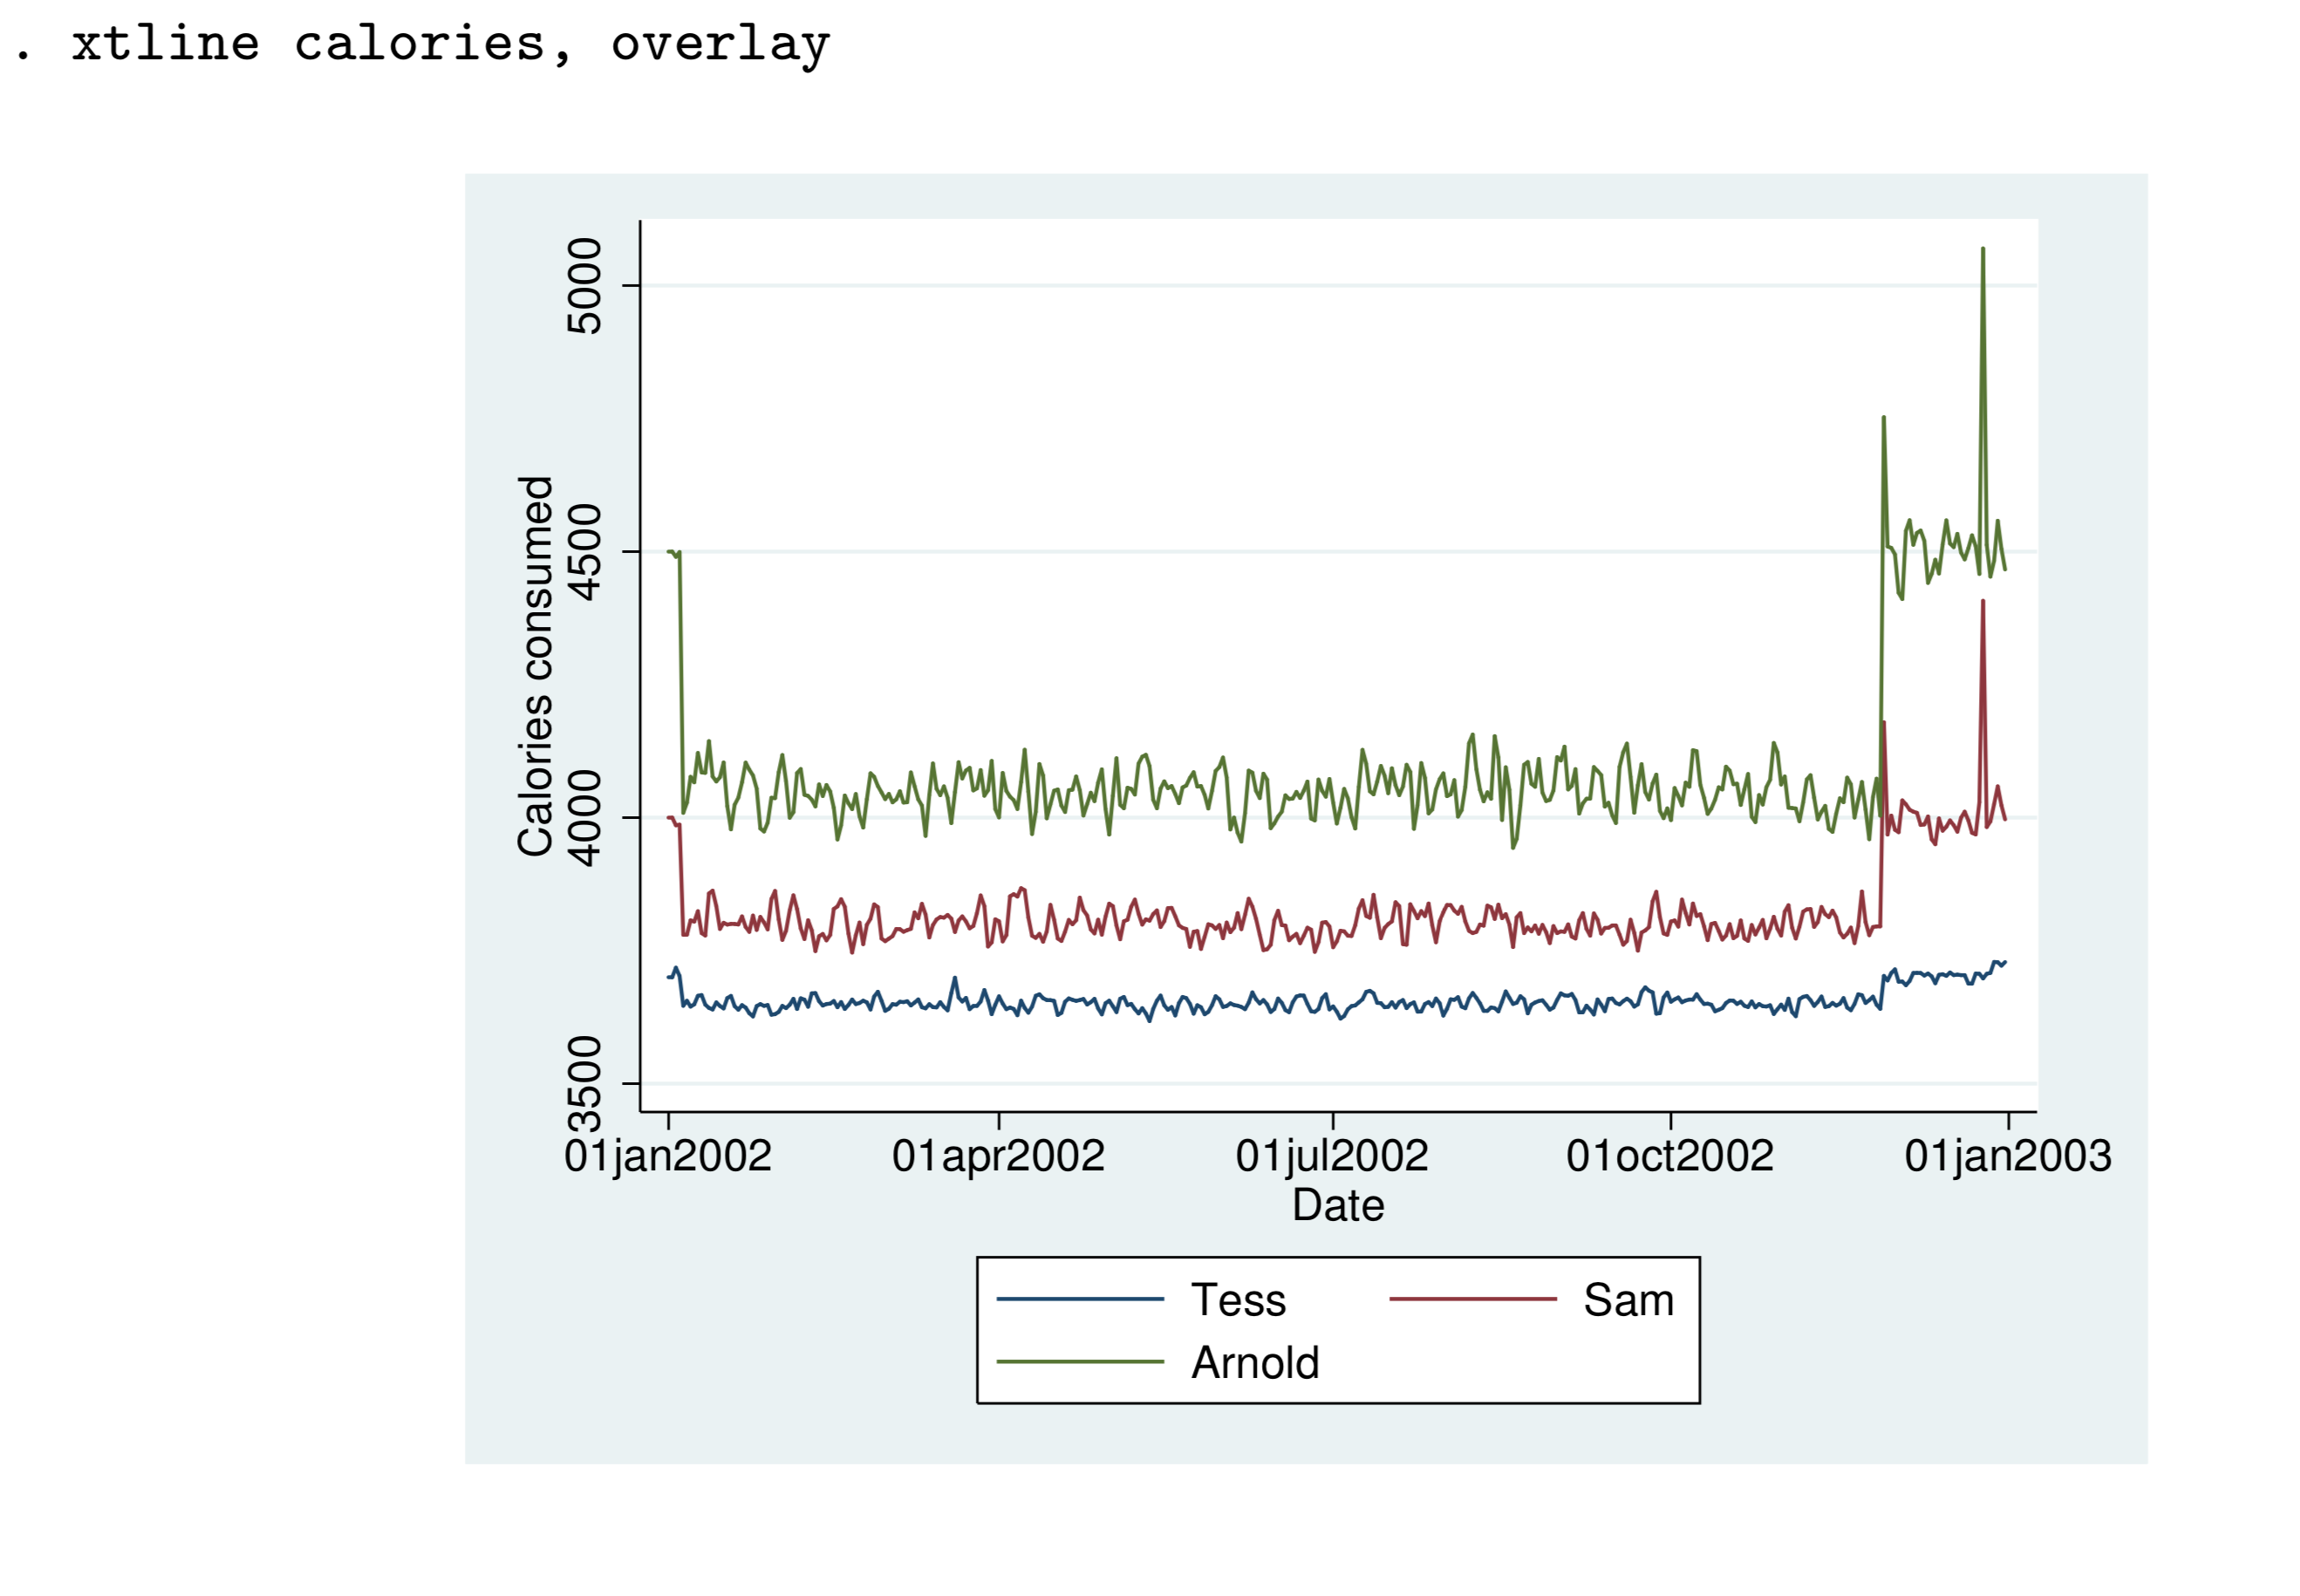 . xtline calories, overlay
Calories consumed
5000
4500
4000
3500
01jan2002 01apr2002 01jul2002 01oct2002 01jan2003
Date
Tess Sam
Arnold